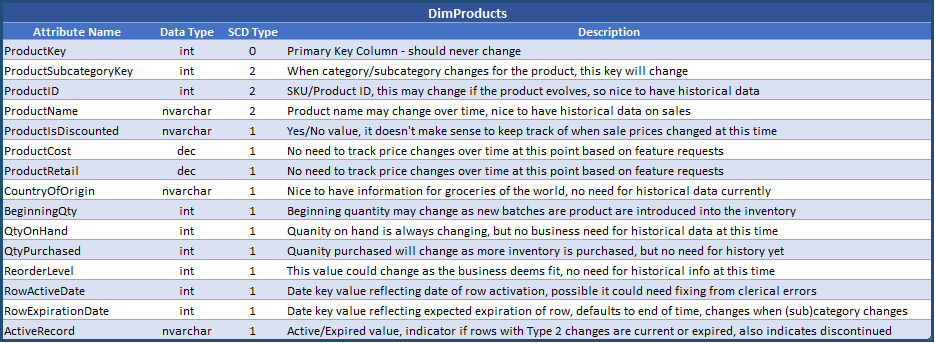 DimProducts
Attribute Name Data Type SCD Type Description
ProductKey int 0 Primary Key Column - should never change
ProductSubcategoryKey int 2 When category/subcategory changes for the product, this key will change
ProductID int 2 SKU/Product ID, this may change if the product evolves, so nice to have historical data
ProductName nvarchar 2 Product name may change over time, nice to have historical data on sales
ProductIsDiscounted nvarchar 1 Yes/No value, it doesn't make sense to keep track of when sale prices changed at this time
ProductCost dec 1 No need to track price changes over time at this point based on feature requests
ProductRetail dec 1 No need to track price changes over time at this point based on feature requests
CountryOfOrigin nvarchar 1 Nice to have information for groceries of the world, no need for historical data currently
BeginningQty int 1 Beginning quantity may change as new batches are product are introduced into the inventory
QtyOnHand int 1 Quanity on hand is always changing, but no business need for historical data at this time
QtyPurchased int 1 Quanity purchased will change as more inventory is purchased, but no need for history yet
ReorderLevel int 1 This value could change as the business deems fit, no need for historical info at this time
RowActiveDate int 1 Date key value reflecting date of row activation, possible it could need fixing from clerical errors
RowExpirationDate int 1 Date key value reflecting expected expiration of row, defaults to end of time, changes when (sub)category changes
ActiveRecord nvarchar 1 Active/Expired value, indicator if rows with Type 2 changes are current or expired, also indicates discontinued